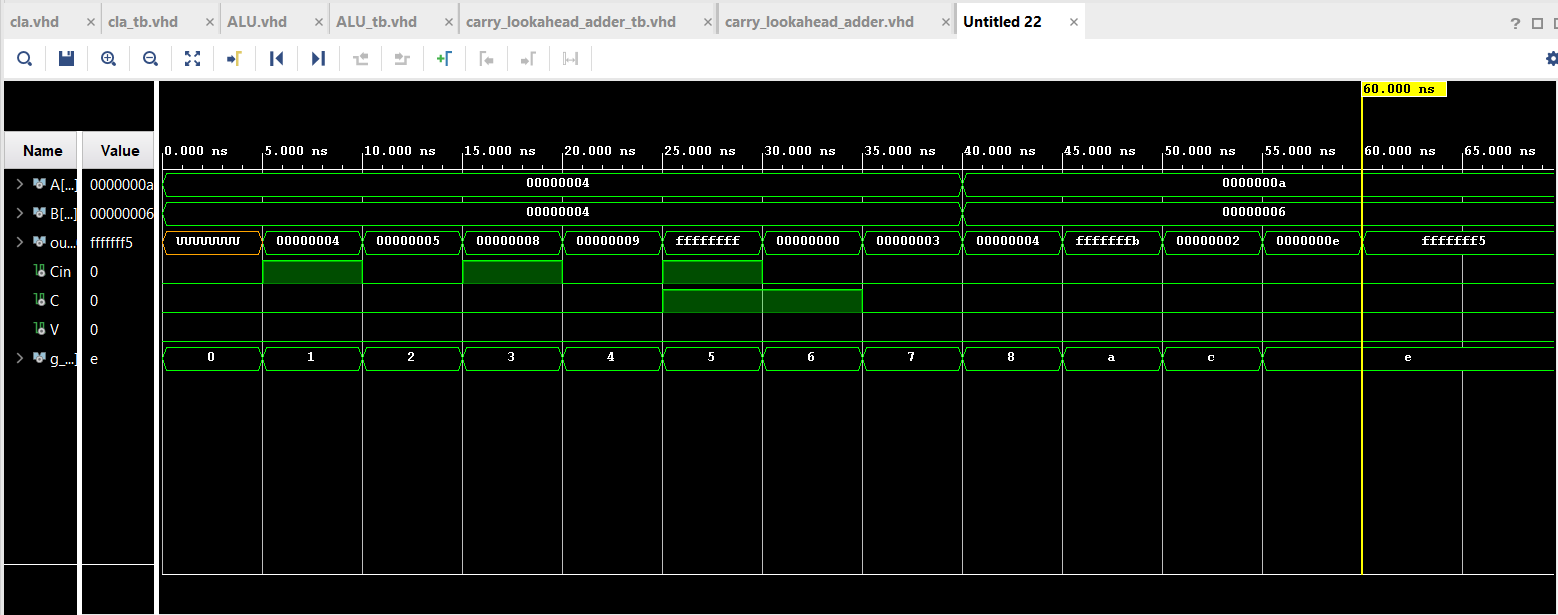 cla.vhd × cla_tb.vhd × ALU.vhd × ALU_tb.vhd × carry_lookahead_adder_tb.vhd × carry_lookahead_adder.vhd × Untitled 22 × ?
60.000 ns
Name Value 0.000 ns 5.000 ns 10.000 ns 15.000 ns 20.000 ns 25.000 ns 30.000 ns 35.000 ns 40.000 ns 45.000 ns 50.000 ns 55.000 ns 60.000 ns 65.000 ns
A[...] 0000000a 00000004 0000000a
B[...] 00000006 00000004 00000006
ou... fffffff5 UUUUUUUU 00000004 00000005 00000008 00000009 ffffffff 00000000 00000003 00000004 fffffffb 00000002 0000000e fffffff5
Cin 0
C 0
V 0
g_...] e 0 1 2 3 4 5 6 7 8 a c e